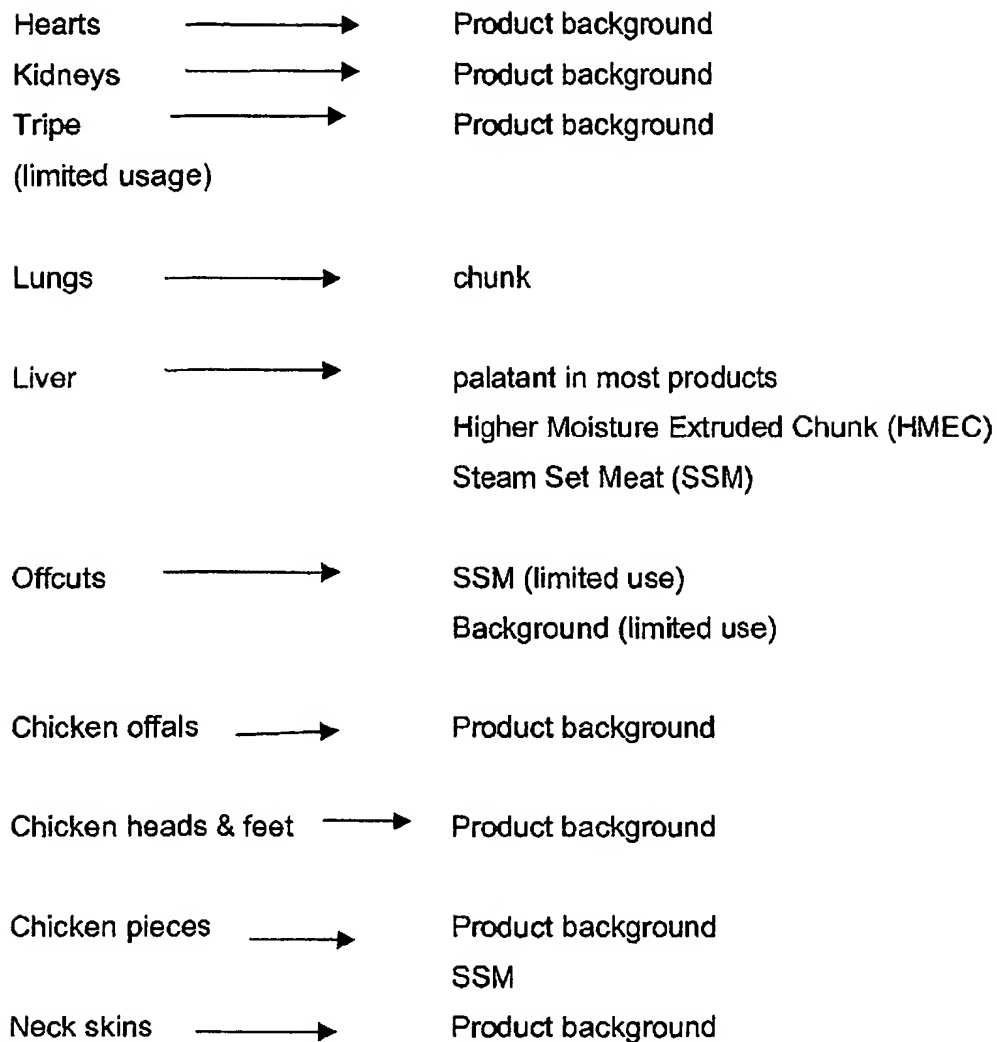 Hearts Product background
Kidneys Product background
Tripe Product background
(limited usage)
Lungs chunk
Liver palatant in most products
Higher Moisture Extruded Chunk (HMEC)
Steam Set Meat (SSM)
Offcuts SSM (limited use)
Background (limited use)
Chicken offals Product background
Chicken heads & feet Product background
Chicken pieces Product background
SSM
Neck skins Product background